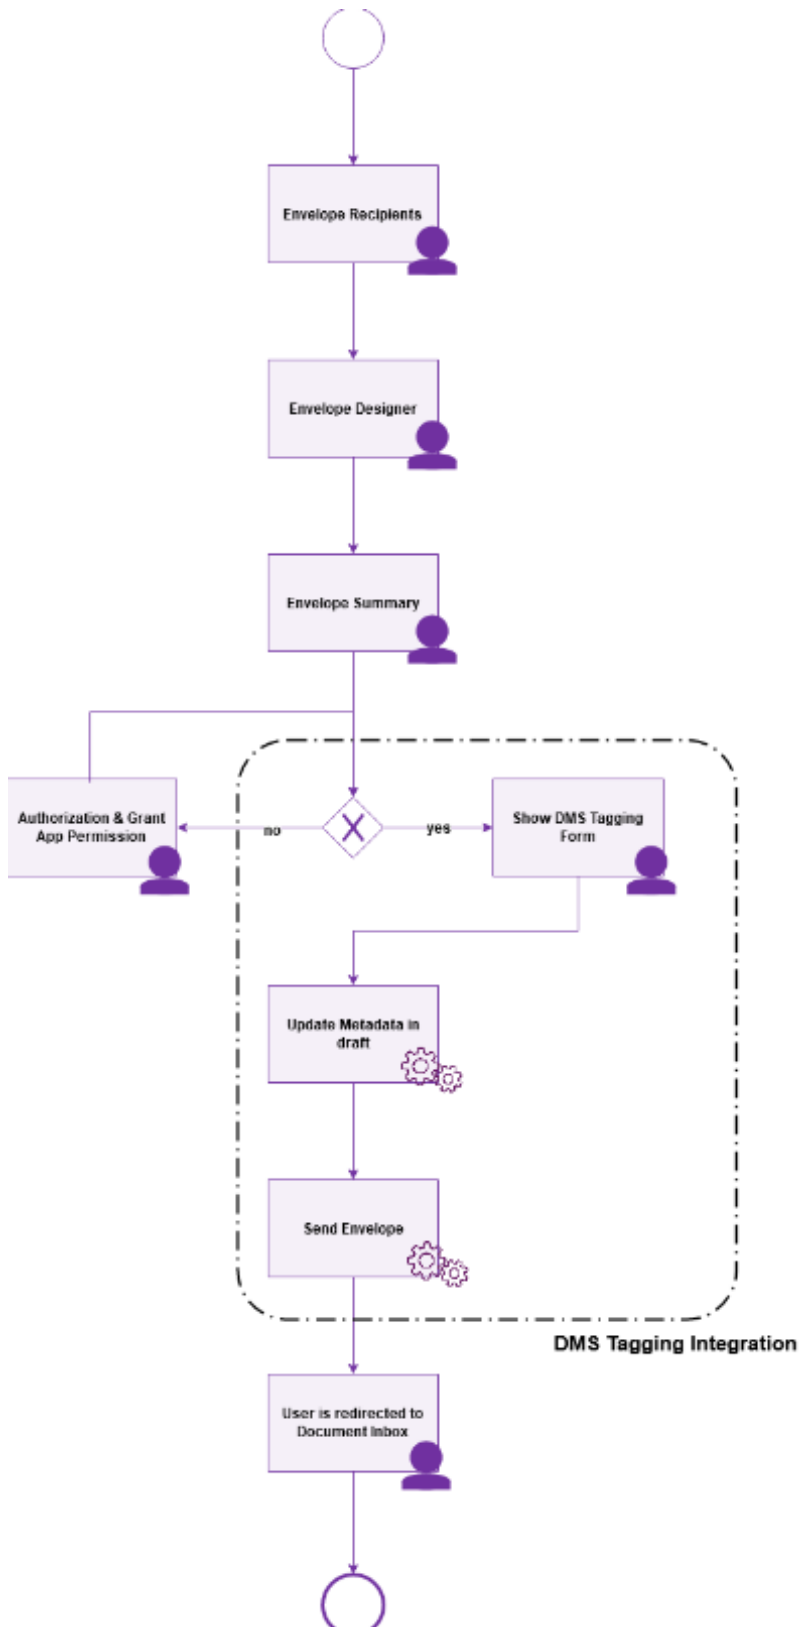 Envelope Recipients
Envelope Designer
Envelope Summary
Authorization & Grant
App Permission
no
yes
Show DMS Tagging
Form
Update Metadata in
draft
Send Envelope
DMS Tagging Integration
User is redirected to
Document Inbox